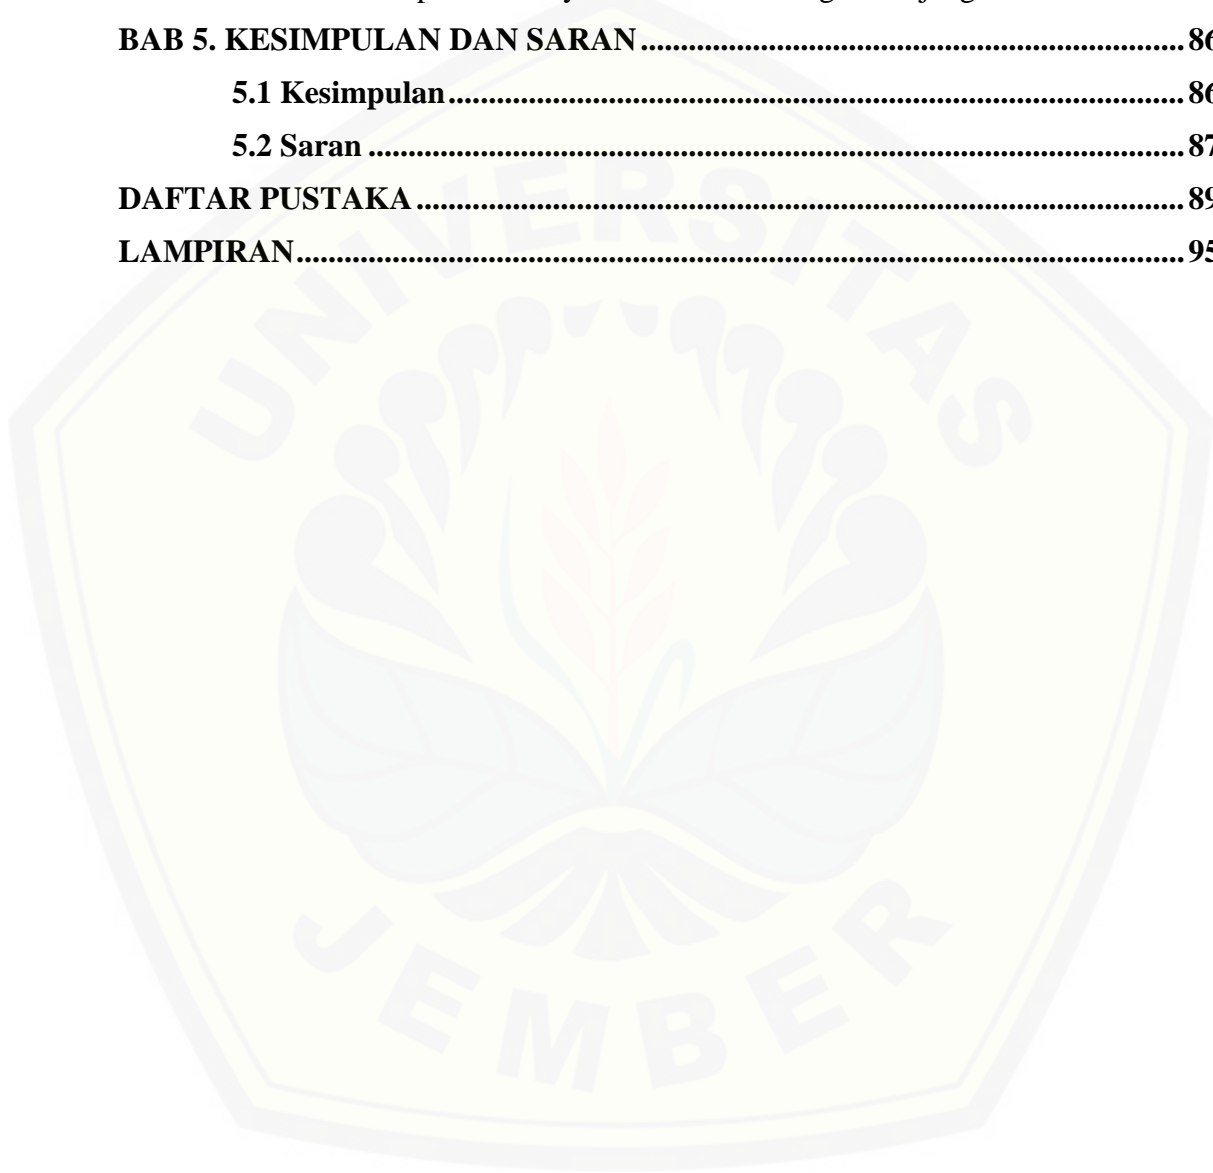 BAB 5. KESIMPULAN DAN SARAN ........................................................................ 86
5.1 Kesimpulan ............................................................................................ 86
5.2 Saran ...................................................................................................... 87
DAFTAR PUSTAKA ..................................................................................................... 89
LAMPIRAN .................................................................................................................... 95
UNIVERSITAS
JEMBER